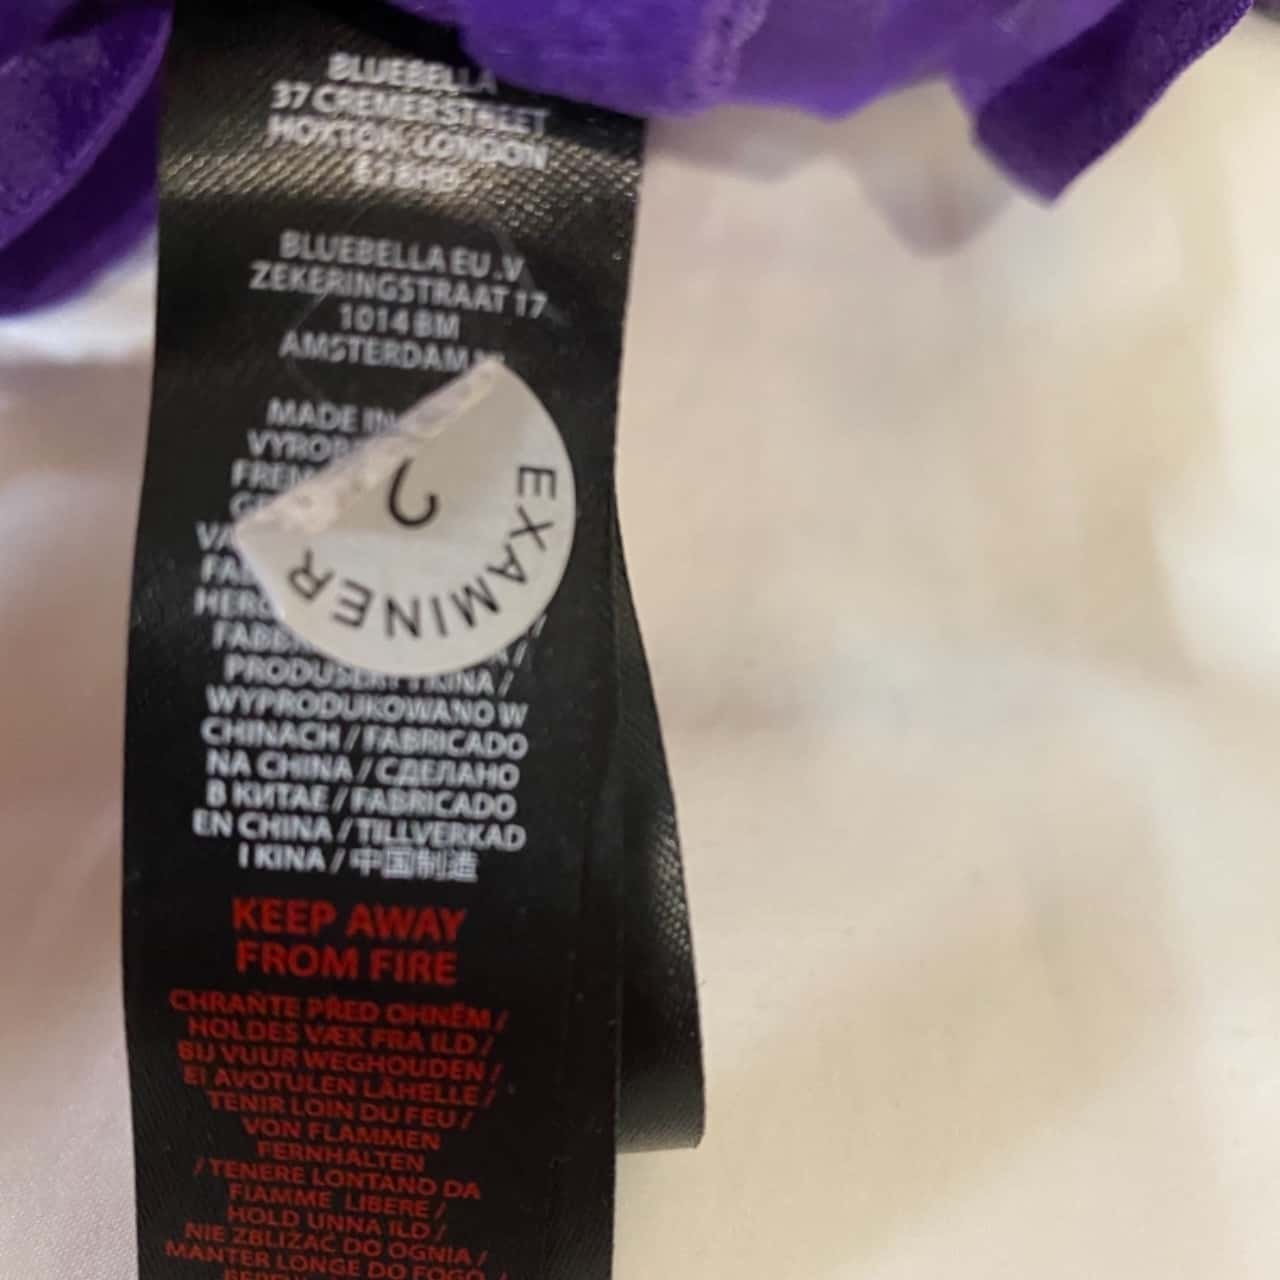 BLUEBELLA
37 CREMER STREET
HOXTON, LONDON
BLUEBELLA EU .V
ZEKERINGSTRAAT 17
1014 BM
AMSTERDAM
MADE IN
EXAMINER
PRODUSERT I KINA /
WYPRODUKOWANO W
CHINACH / FABRICADO
NA CHINA / СДЕЛАНО
В КИТАЕ / FABRICADO
EN CHINA / TILLVERKAD
I KINA / 中国制造
KEEP AWAY
FROM FIRE
CHRAŇTE PŘED OHNĚM /
HOLDES VÆK FRA ILD /
BIJ VUUR WEGHOUDEN /
EI AVOTULEN LÄHELLE /
TENIR LOIN DU FEU /
VON FLAMMEN
FERNHALTEN
/ TENERE LONTANO DA
FIAMME LIBERE /
HOLD UNNA ILD /
NIE ZBLIŻAĆ DO OGNIA /
MANTER LONGE DO FOGO /